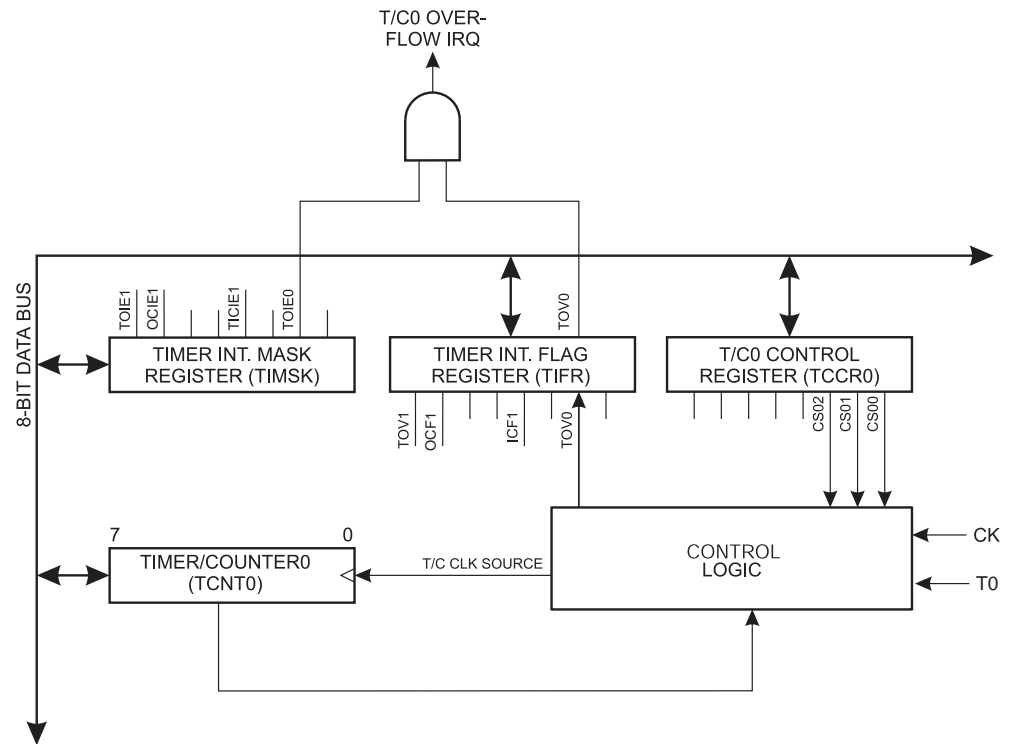 T/C0 OVER-
FLOW IRQ
8-BIT DATA BUS
TOIE1
OCIE1
TICIE1
TOIE0
TOV0
TIMER INT. MASK
REGISTER (TIMSK)
TIMER INT. FLAG
REGISTER (TIFR)
T/C0 CONTROL
REGISTER (TCCR0)
TOV1
OCF1
ICF1
TOV0
CS02
CS01
CS00
7
0
TIMER/COUNTER0
(TCNT0)
T/C CLK SOURCE
CONTROL
LOGIC
CK
T0